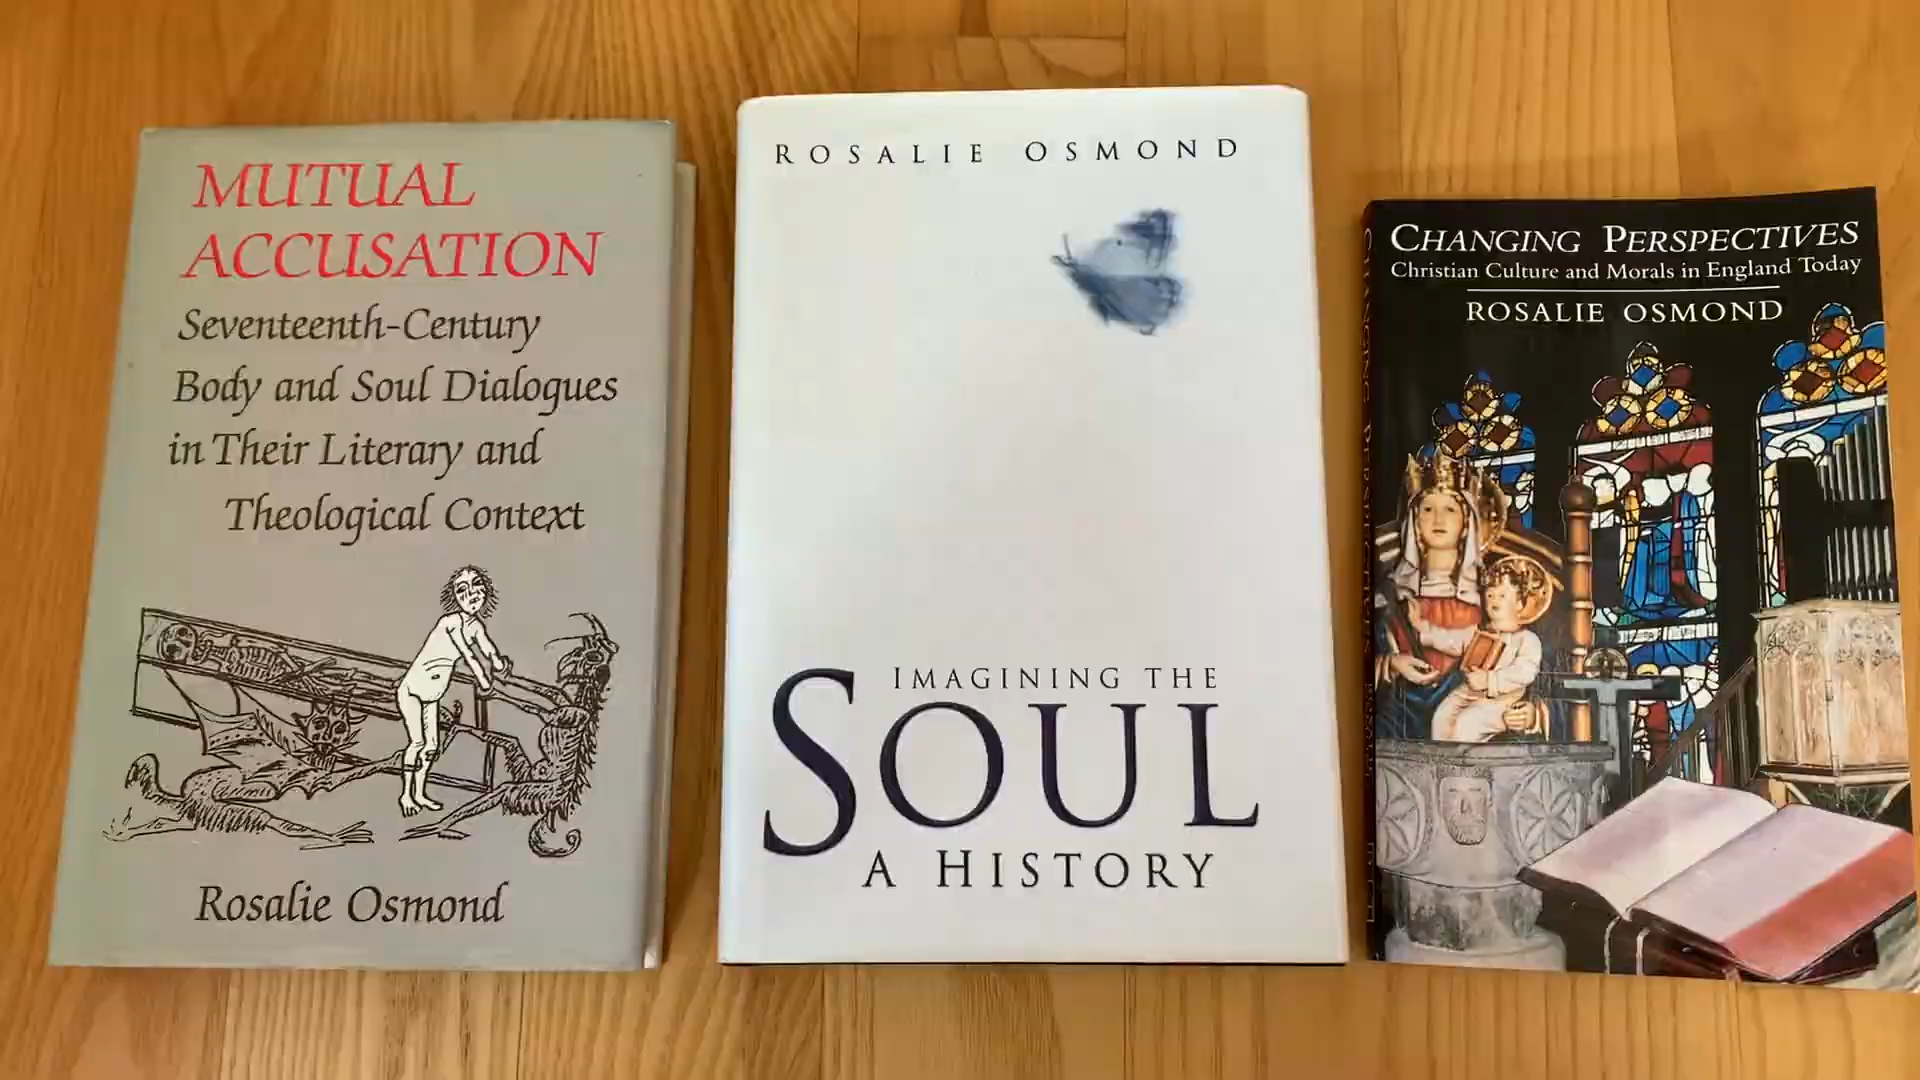 MUTUAL
ACCUSATION
Seventeenth-Century
Body and Soul Dialogues
in Their Literary and
Theological Context
Rosalie Osmond
ROSALIE OSMOND
IMAGINING THE
SOUL
A HISTORY
CHANGING PERSPECTIVES
Christian Culture and Morals in England Today
ROSALIE OSMOND